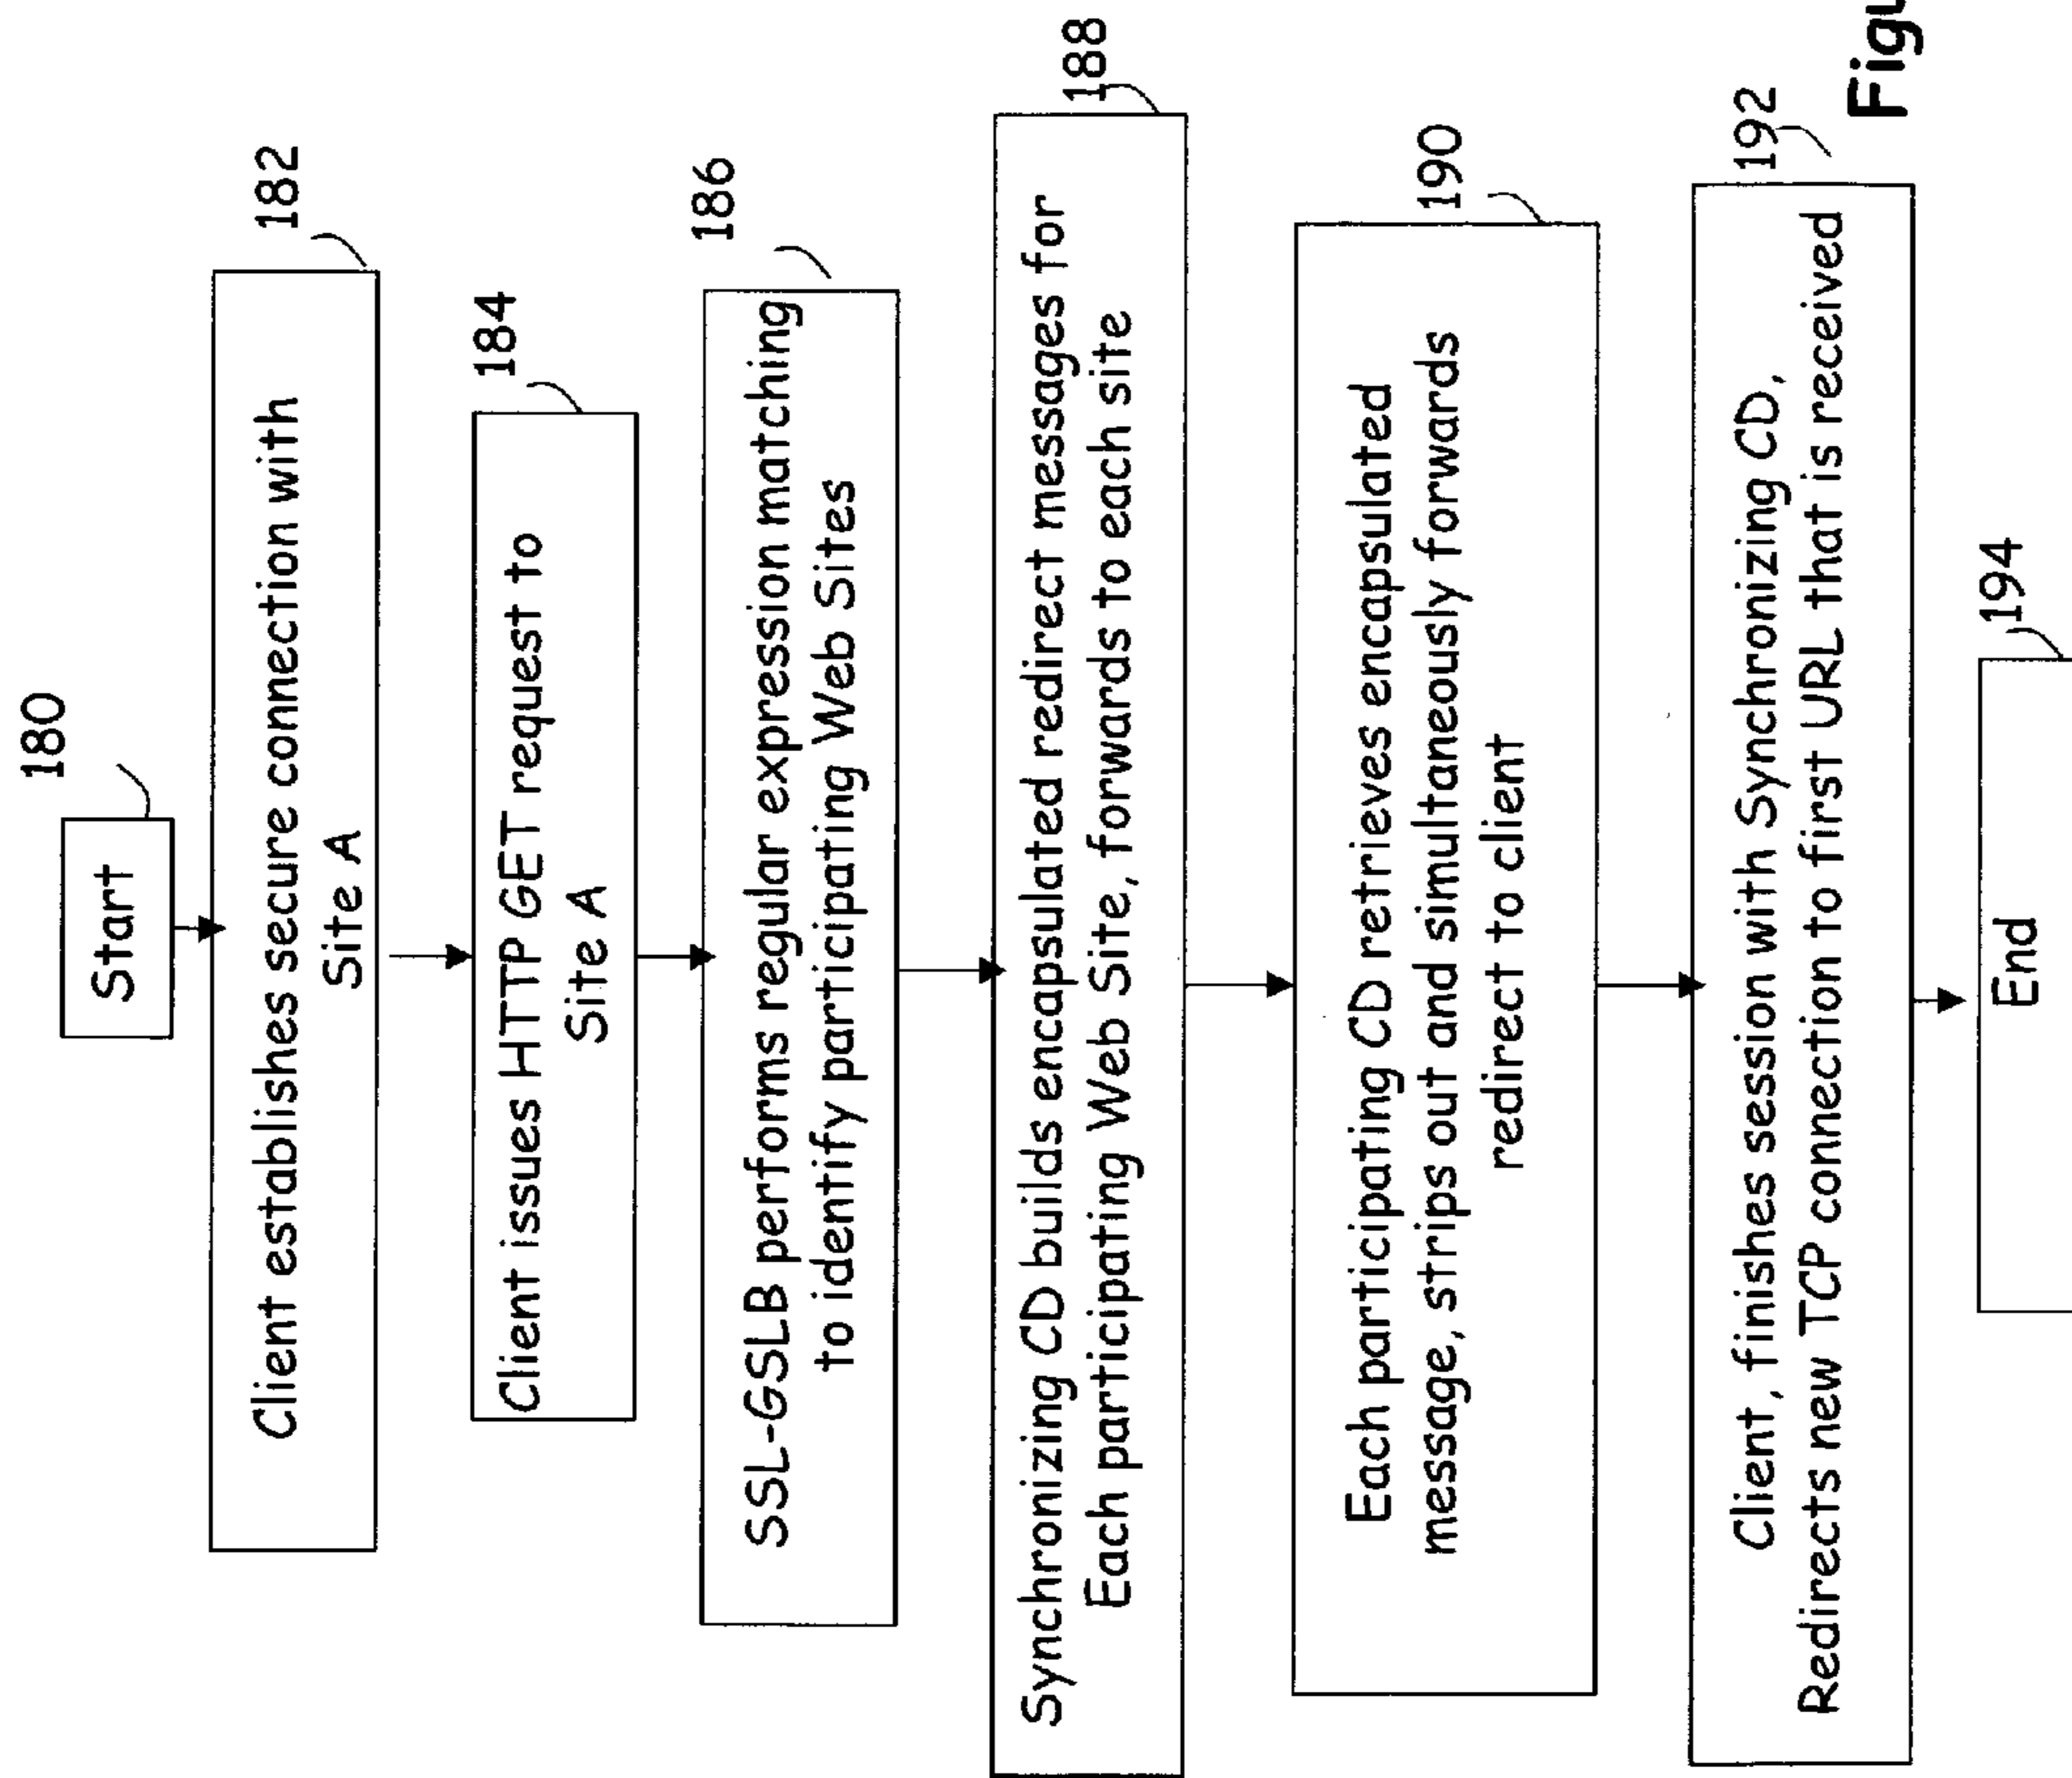 180
Start
182
Client establishes secure connection with
Site A
184
Client issues HTTP GET request to
Site A
186
SSL-GSLB performs regular expression matching
to identify participating Web Sites
188
Synchronizing CD builds encapsulated redirect messages for
Each participating Web Site, forwards to each site
190
Each participating CD retrieves encapsulated
message, strips out and simultaneously forwards
redirect to client
192
Client, finishes session with Synchronizing CD,
Redirects new TCP connection to first URL that is received
194
End